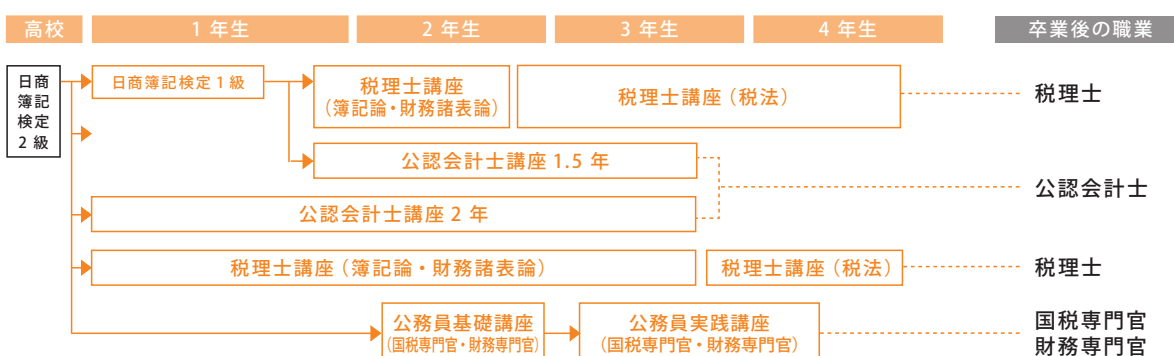 高校
1 年生
2 年生
3 年生
4 年生
卒業後の職業
日商
簿記
検定
2 級
日商簿記検定 1 級
税理士講座
（簿記論・財務諸表論）
税理士講座（税法）
税理士
公認会計士講座 1.5 年
公認会計士
公認会計士講座 2 年
税理士講座（簿記論・財務諸表論）
税理士講座（税法）
税理士
公務員基礎講座
（国税専門官・財務専門官）
公務員実践講座
（国税専門官・財務専門官）
国税専門官
財務専門官